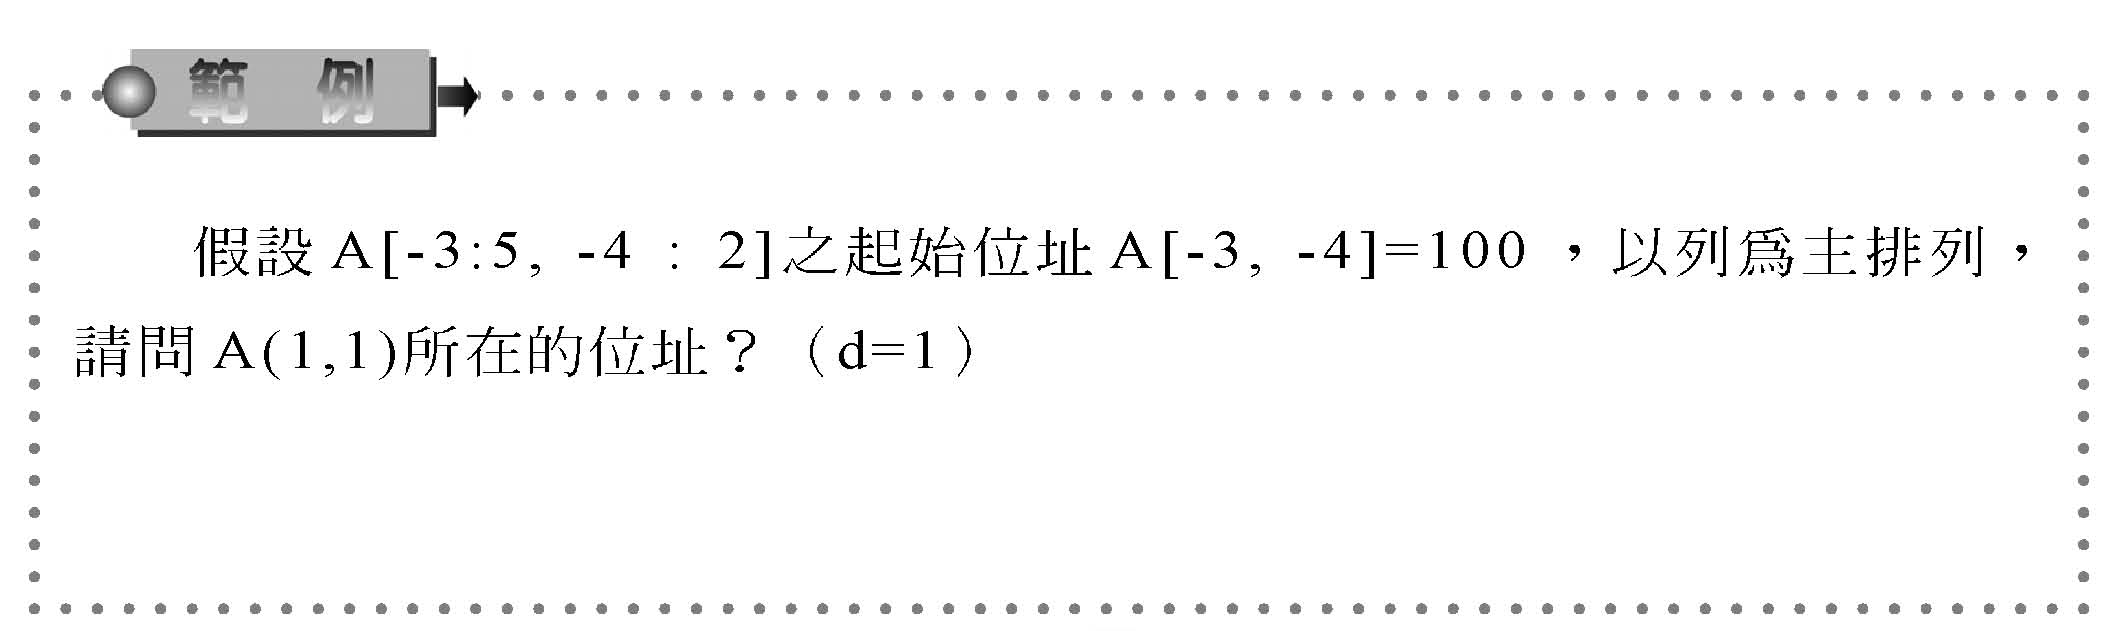 範 例
假設 A[-3:5, -4 : 2]之起始位址 A[-3, -4]=100 ，以列為主排列，
請問 A(1,1)所在的位址？（d=1）